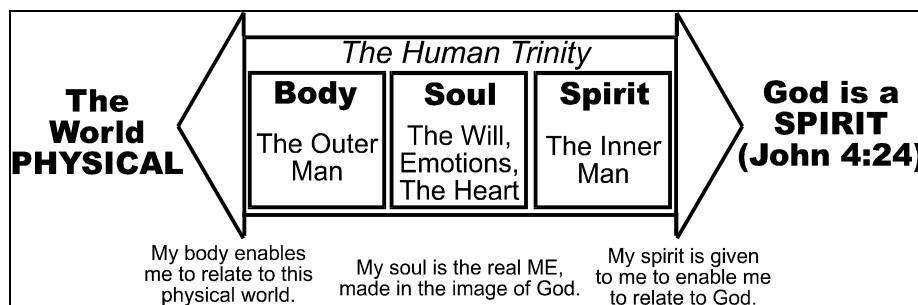 The Human Trinity
The
World
PHYSICAL
Body
The Outer
Man
Soul
The Will,
Emotions,
The Heart
Spirit
The Inner
Man
God is a
SPIRIT
(John 4:24)
My body enables
me to relate to this
physical world.
My soul is the real ME,
made in the image of God.
My spirit is given
to me to enable me
to relate to God.